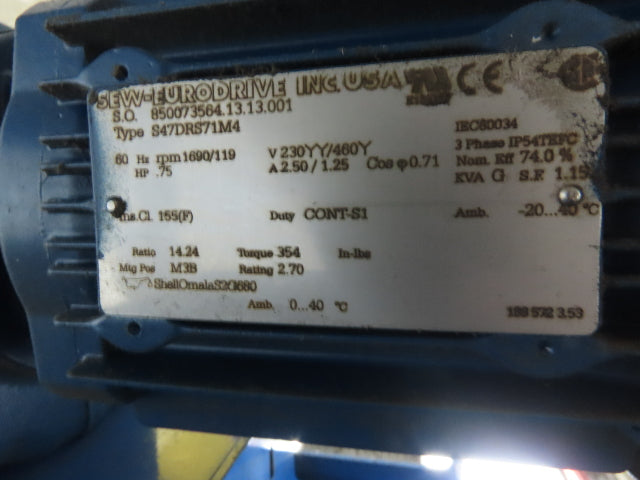 SEW-EURODRIVE INC. USA
S.O. 850073564.13.13.001
Type S47DRS71M4
IEC60034
60 Hz rpm 1690/119 V 230YY/460Y 3 Phase IP54TEFC
HP .75 A 2.50 / 1.25 Cos φ 0.71 Nom. Eff 74.0 %
KVA G S.F. 1.15
Ins.Cl. 155(F) Duty CONT-S1 Amb. -20...40 °C
Ratio 14.24 Torque 354 In-lbs
Mtg Pos M3B Rating 2.70
ShellOmalaS2G680
Amb. 0...40 °C
188 572 3.53